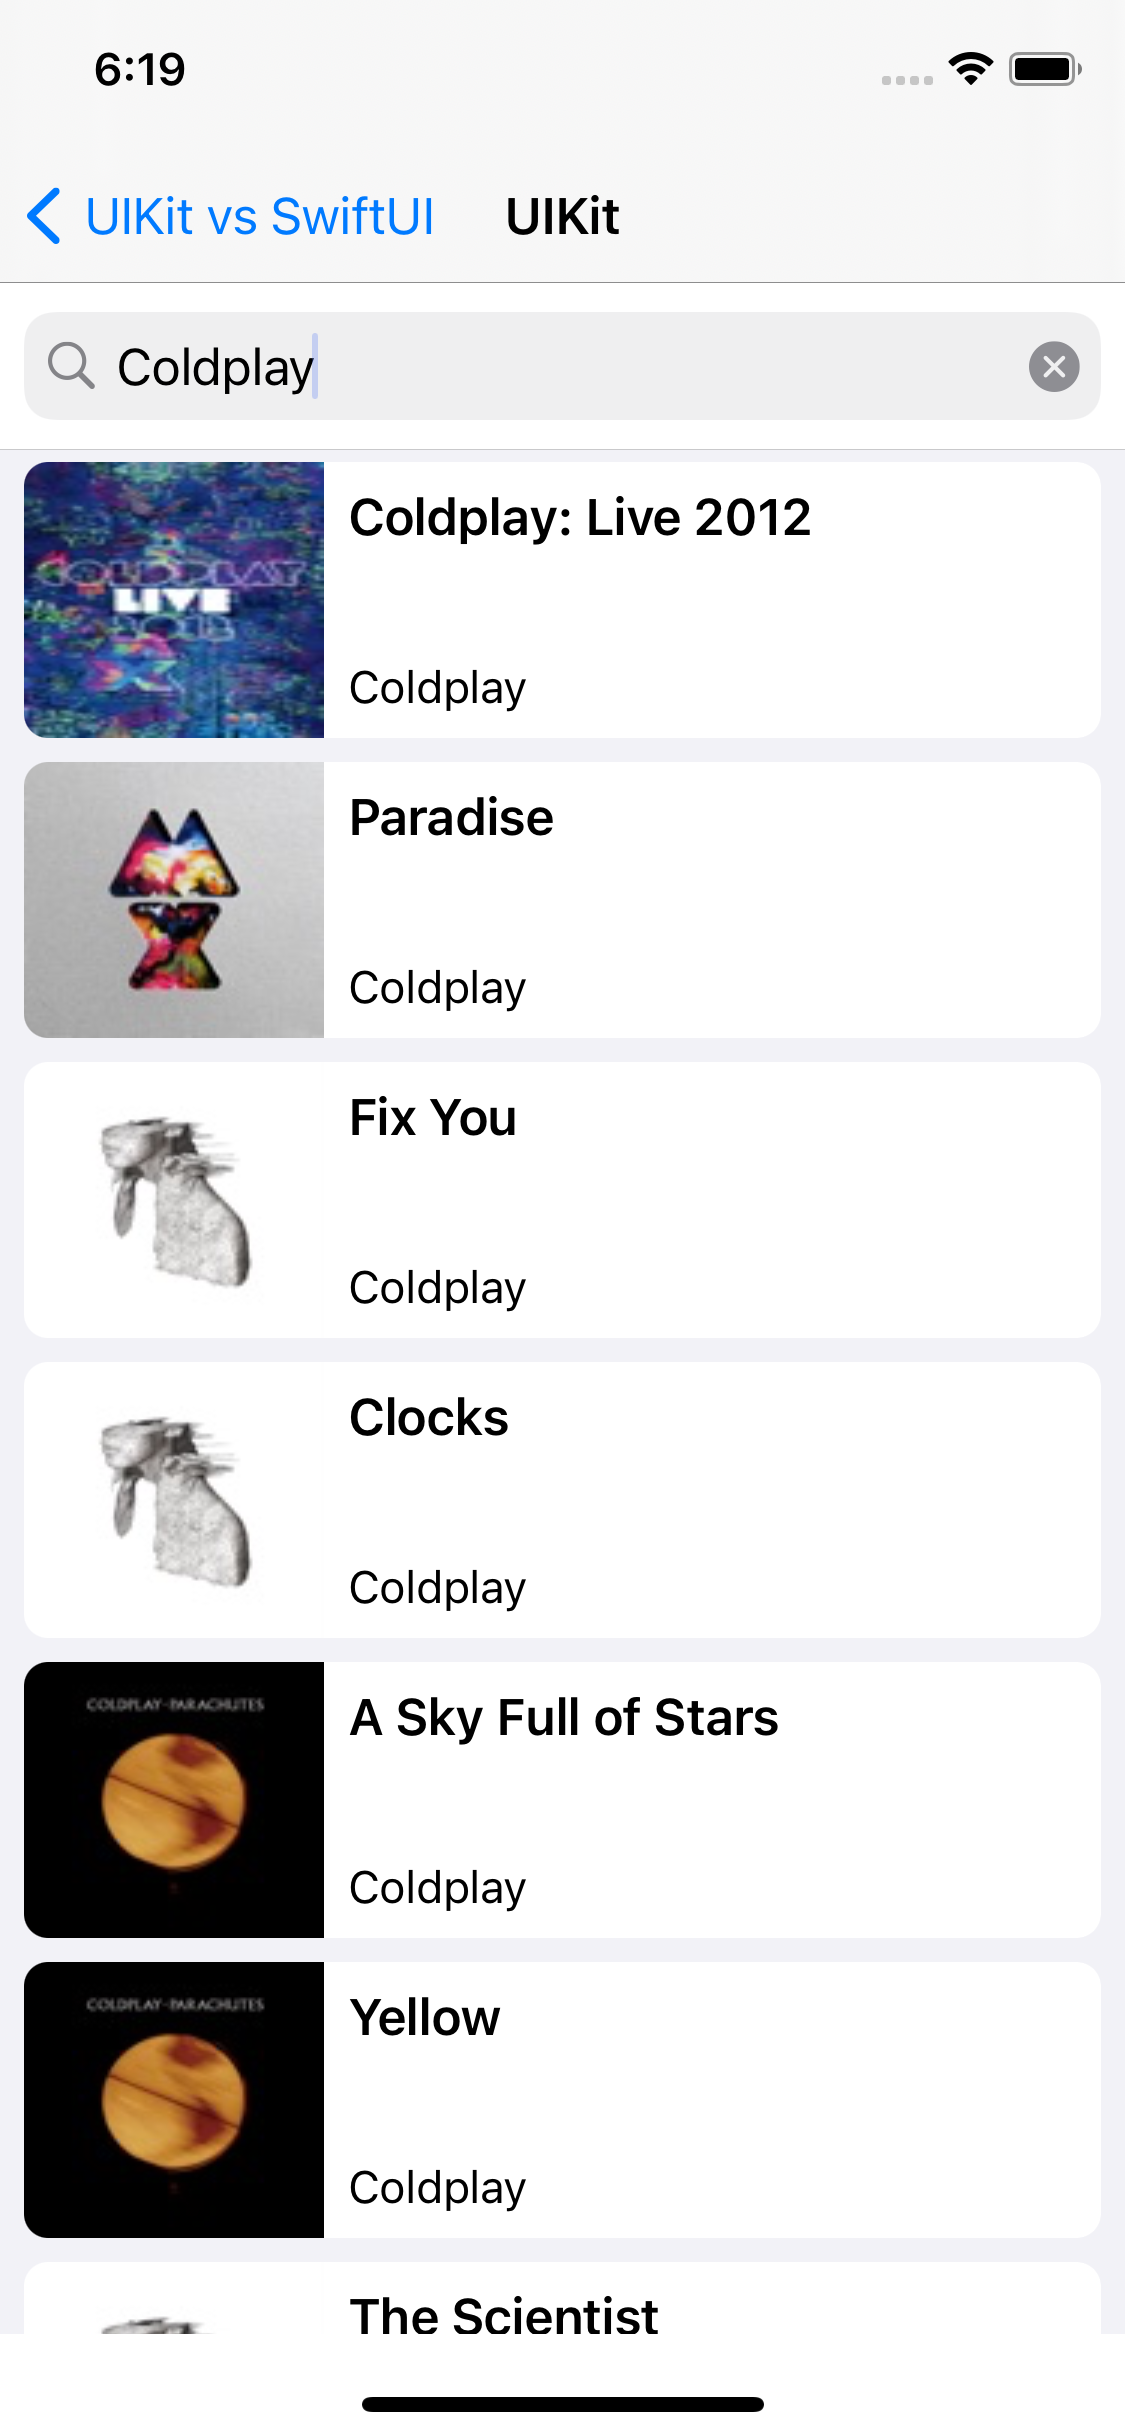 6:19
UIKit vs SwiftUI
UIKit
Coldplay
COLDPLAY
LIVE
2012
Coldplay: Live 2012
Coldplay
Paradise
Coldplay
Fix You
Coldplay
Clocks
Coldplay
COLDPLAY-PARACHUTES
A Sky Full of Stars
Coldplay
COLDPLAY-PARACHUTES
Yellow
Coldplay
The Scientist